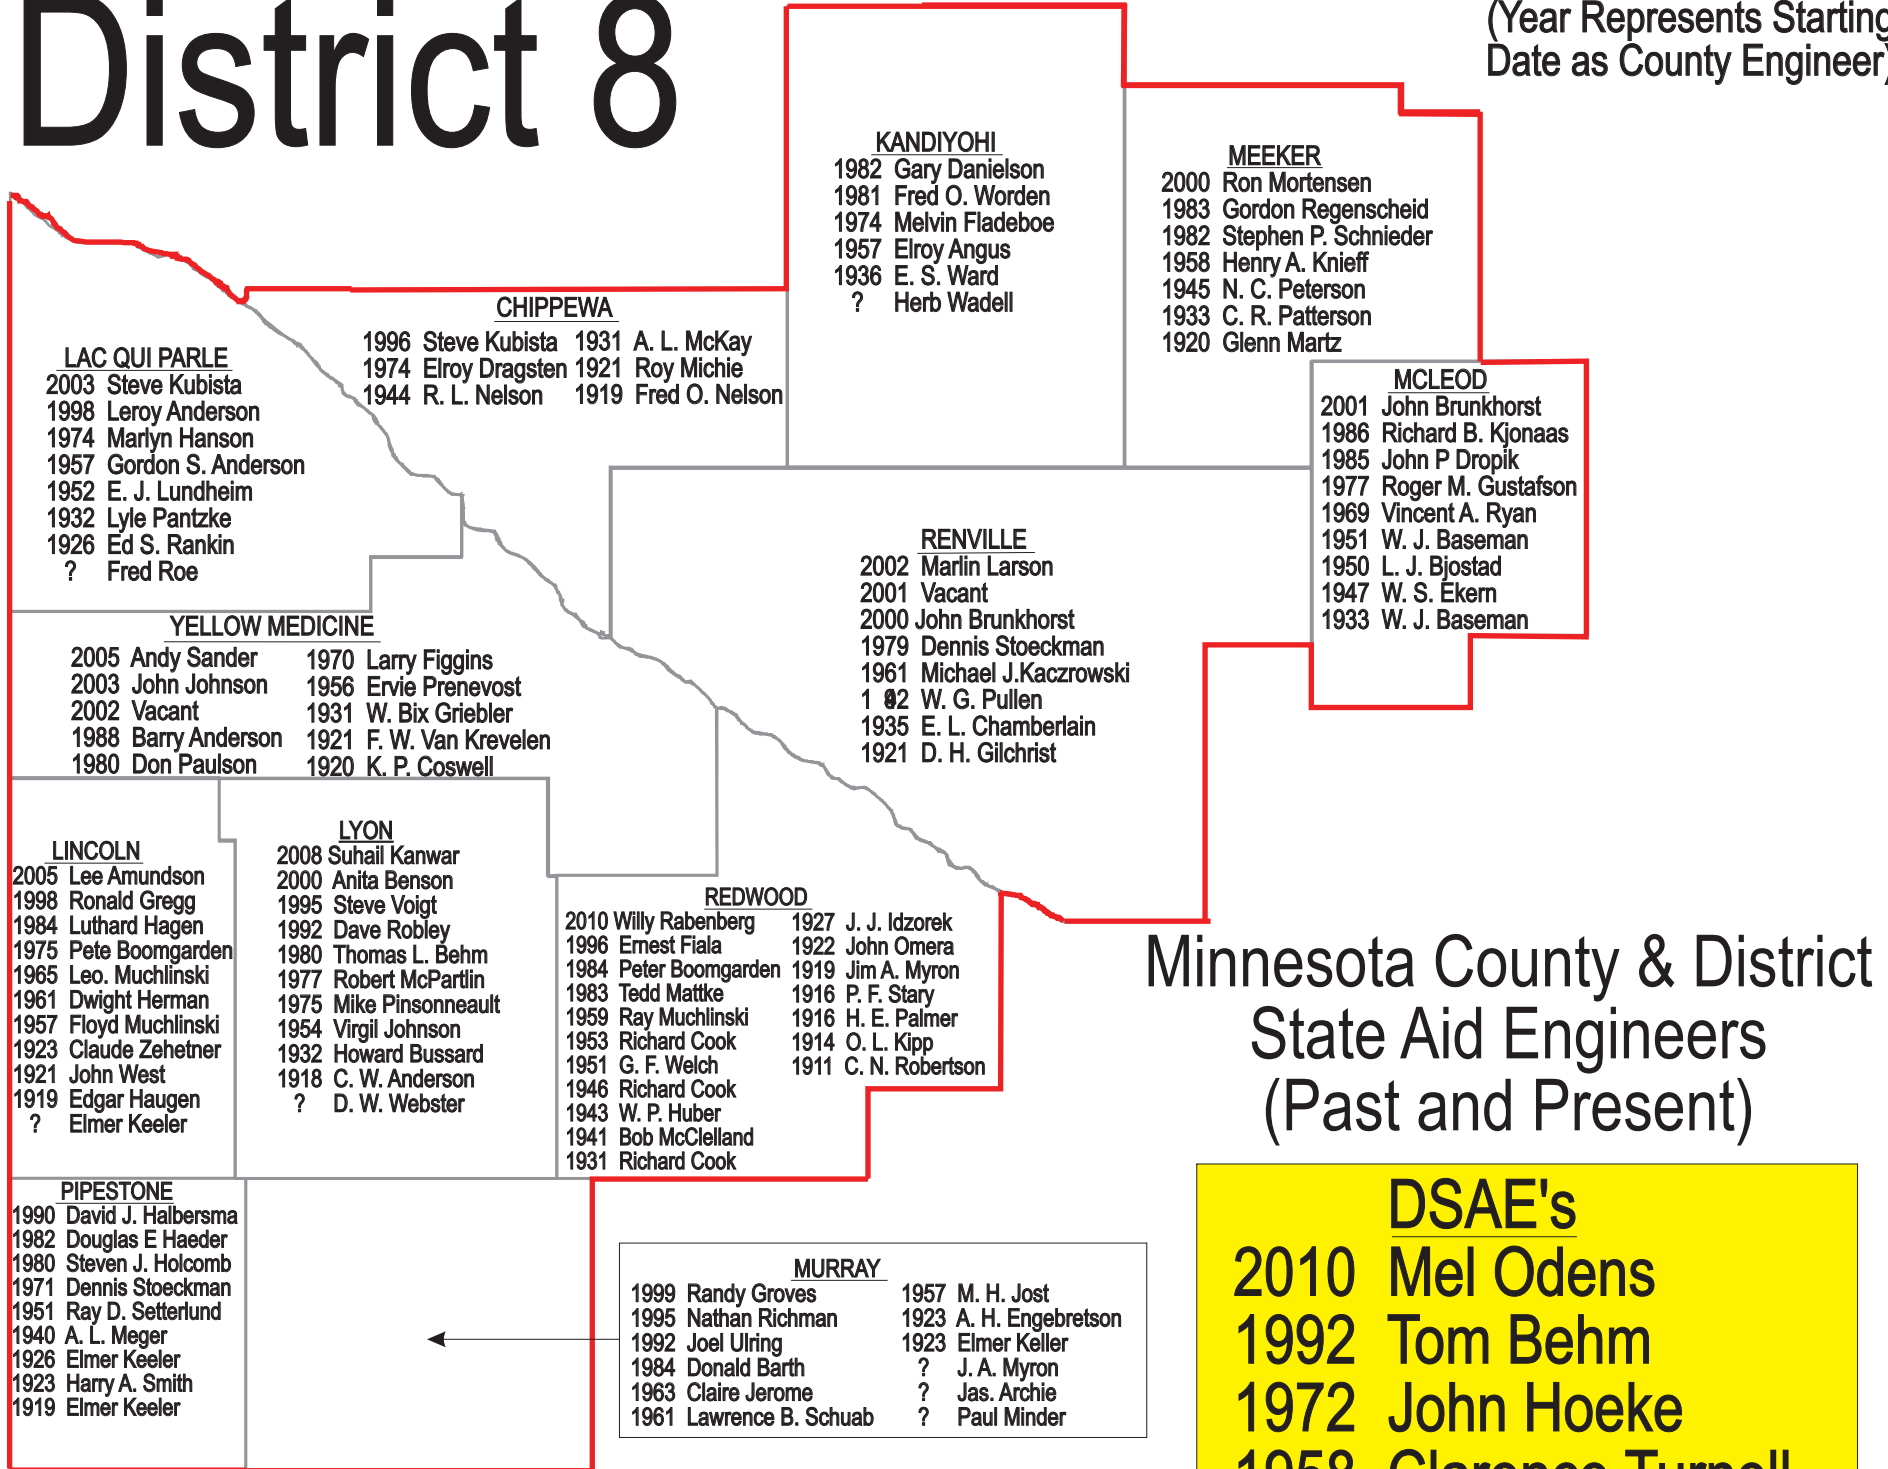 District 8
(Year Represents Starting
Date as County Engineer)
KANDIYOHI
1982 Gary Danielson
1981 Fred O. Worden
1974 Melvin Fladeboe
1957 Elroy Angus
1936 E. S. Ward
? Herb Wadell
MEEKER
2000 Ron Mortensen
1983 Gordon Regenscheid
1982 Stephen P. Schnieder
1958 Henry A. Knieff
1945 N. C. Peterson
1933 C. R. Patterson
1920 Glenn Martz
CHIPPEWA
1996 Steve Kubista 1931 A. L. McKay
1974 Elroy Dragsten 1921 Roy Michie
1944 R. L. Nelson 1919 Fred O. Nelson
LAC QUI PARLE
2003 Steve Kubista
1998 Leroy Anderson
1974 Marlyn Hanson
1957 Gordon S. Anderson
1952 E. J. Lundheim
1932 Lyle Pantzke
1926 Ed S. Rankin
? Fred Roe
MCLEOD
2001 John Brunkhorst
1986 Richard B. Kjonaas
1985 John P Dropik
1977 Roger M. Gustafson
1969 Vincent A. Ryan
1951 W. J. Baseman
1950 L. J. Bjostad
1947 W. S. Ekern
1933 W. J. Baseman
RENVILLE
2002 Marlin Larson
2001 Vacant
2000 John Brunkhorst
1979 Dennis Stoeckman
1961 Michael J.Kaczrowski
W. G. Pullen
1935 E. L. Chamberlain
1921 D. H. Gilchrist
YELLOW MEDICINE
2005 Andy Sander 1970 Larry Figgins
2003 John Johnson 1956 Ervie Prenevost
2002 Vacant 1931 W. Bix Griebler
1988 Barry Anderson 1921 F. W. Van Krevelen
1980 Don Paulson 1920 K. P. Coswell
LINCOLN
2005 Lee Amundson
1998 Ronald Gregg
1984 Luthard Hagen
1975 Pete Boomgarden
1965 Leo. Muchlinski
1961 Dwight Herman
1957 Floyd Muchlinski
1923 Claude Zehetner
1921 John West
1919 Edgar Haugen
? Elmer Keeler
LYON
2008 Suhail Kanwar
2000 Anita Benson
1995 Steve Voigt
1992 Dave Robley
1980 Thomas L. Behm
1977 Robert McPartlin
1975 Mike Pinsonneault
1954 Virgil Johnson
1932 Howard Bussard
1918 C. W. Anderson
? D. W. Webster
REDWOOD
2010 Willy Rabenberg 1927 J. J. Idzorek
1996 Ernest Fiala 1922 John Omera
1984 Peter Boomgarden 1919 Jim A. Myron
1983 Tedd Mattke 1916 P. F. Stary
1959 Ray Muchlinski 1916 H. E. Palmer
1953 Richard Cook 1914 O. L. Kipp
1951 G. F. Welch 1911 C. N. Robertson
1946 Richard Cook
1943 W. P. Huber
1941 Bob McClelland
1931 Richard Cook
Minnesota County & District
State Aid Engineers
(Past and Present)
PIPESTONE
1990 David J. Halbersma
1982 Douglas E Haeder
1980 Steven J. Holcomb
1971 Dennis Stoeckman
1951 Ray D. Setterlund
1940 A. L. Meger
1926 Elmer Keeler
1923 Harry A. Smith
1919 Elmer Keeler
MURRAY
1999 Randy Groves 1957 M. H. Jost
1995 Nathan Richman 1923 A. H. Engebretson
1992 Joel Ulring 1923 Elmer Keller
1984 Donald Barth ? J. A. Myron
1963 Claire Jerome ? Jas. Archie
1961 Lawrence B. Schuab ? Paul Minder
DSAE's
2010 Mel Odens
1992 Tom Behm
1972 John Hoeke
1958 Clarence Turnell